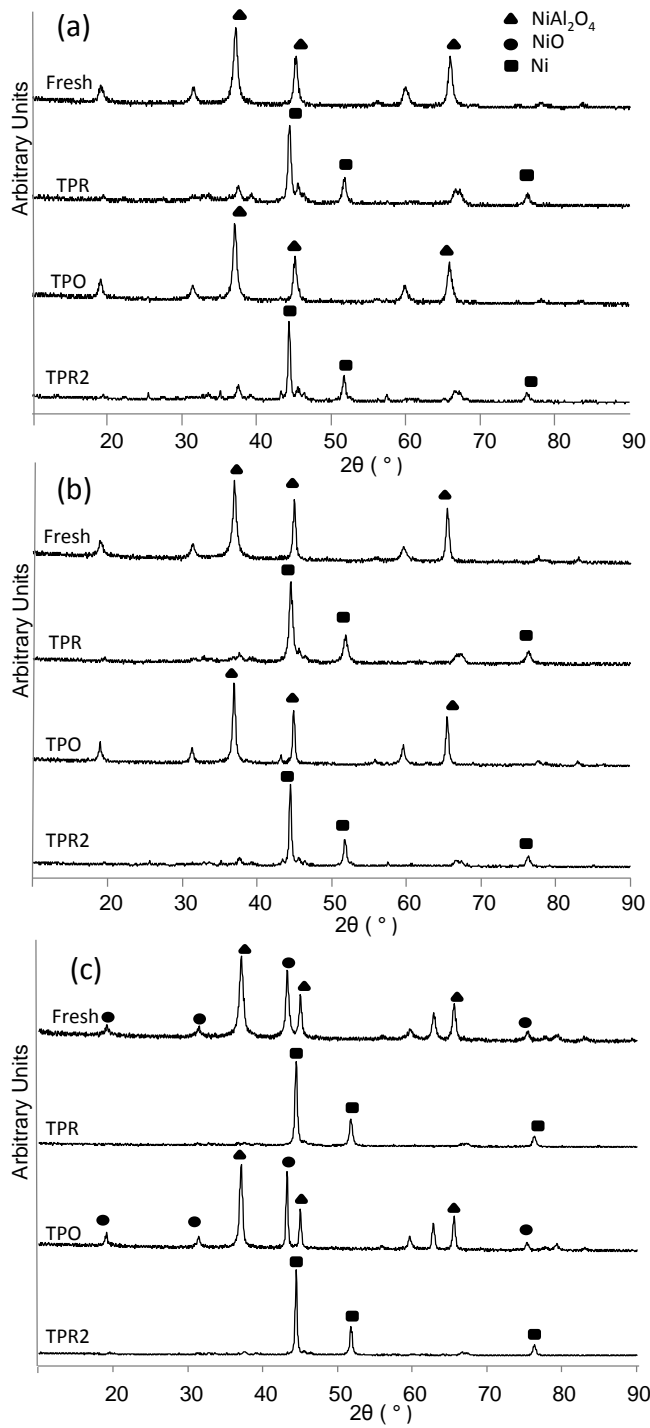 (a)
NiAl₂O₄
NiO
Ni
Fresh
TPR
TPO
TPR2
Arbitrary Units
20 30 40 50 60 70 80 90
2θ ( ° )
(b)
Fresh
TPR
TPO
TPR2
Arbitrary Units
20 30 40 50 60 70 80 90
2θ ( ° )
(c)
Fresh
TPR
TPO
TPR2
Arbitrary Units
20 30 40 50 60 70 80 90
2θ ( ° )